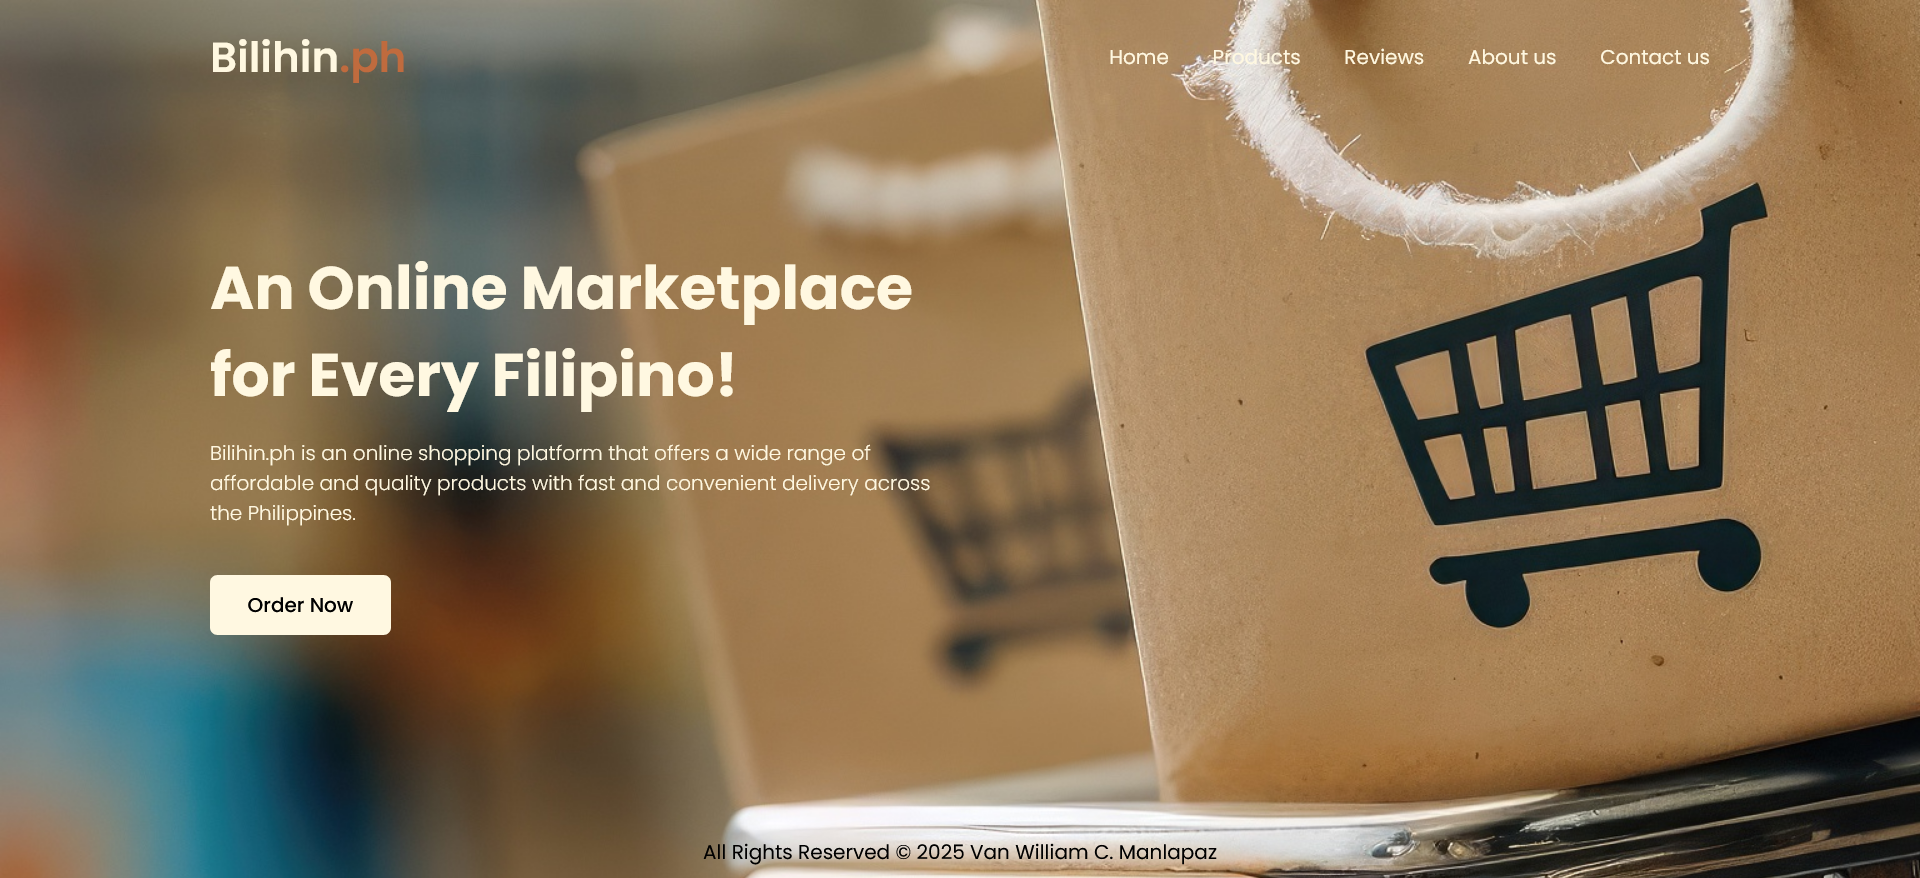 Bilihin.ph
Home Products Reviews About us Contact us
An Online Marketplace
for Every Filipino!
Bilihin.ph is an online shopping platform that offers a wide range of
affordable and quality products with fast and convenient delivery across
the Philippines.
Order Now
All Rights Reserved © 2025 Van William C. Manlapaz